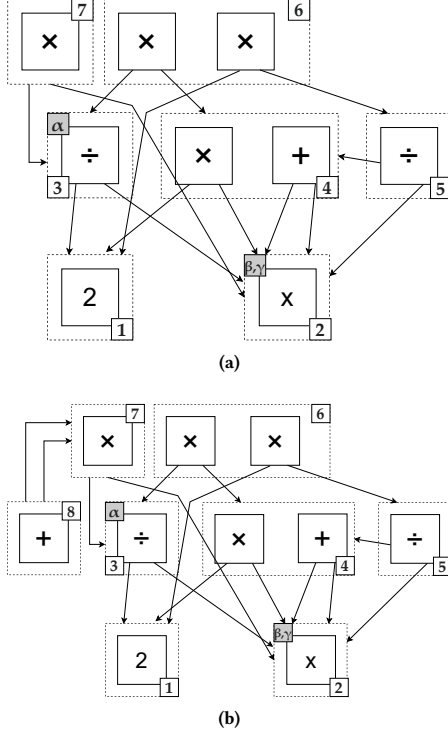 7 6
× × ×
α
÷ × + ÷
3 4 5
β,γ
2 x
1 2
(a)
7 6
× × ×
α 8
+ ÷ × + ÷
3 4 5
β,γ
2 x
1 2
(b)